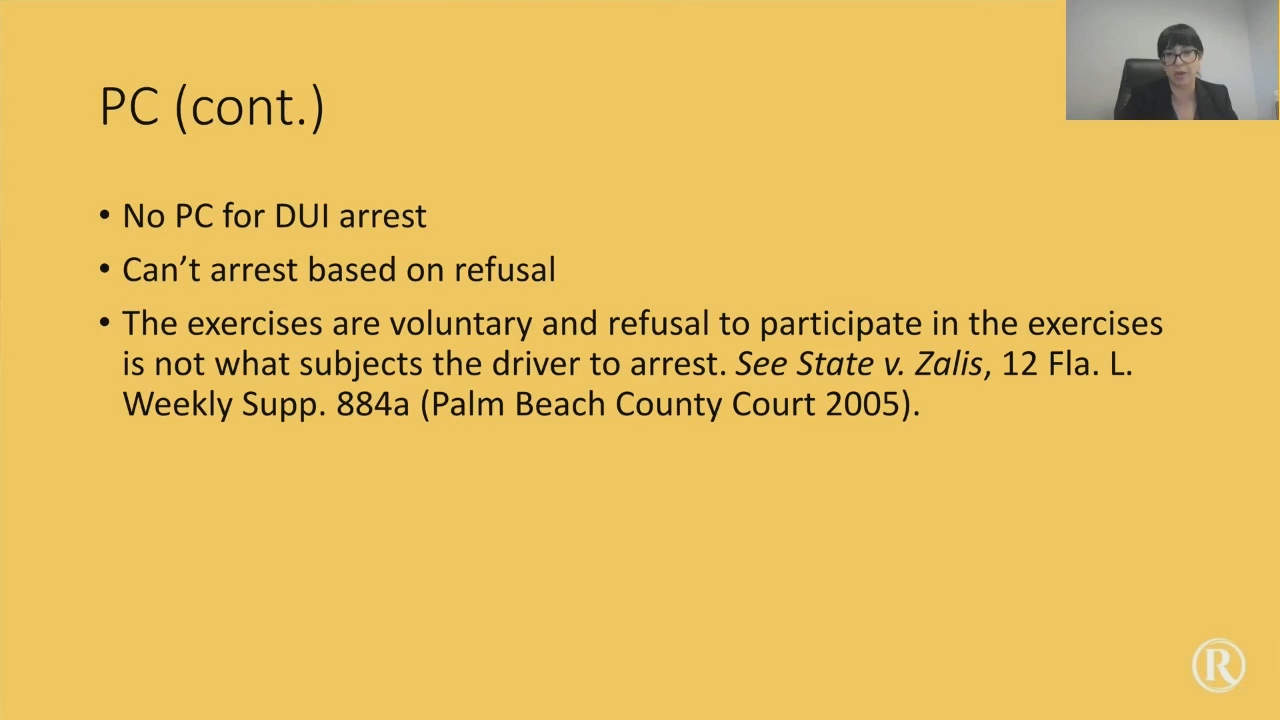 PC (cont.)
• No PC for DUI arrest
• Can’t arrest based on refusal
• The exercises are voluntary and refusal to participate in the exercises
is not what subjects the driver to arrest. See State v. Zalis, 12 Fla. L.
Weekly Supp. 884a (Palm Beach County Court 2005).
R